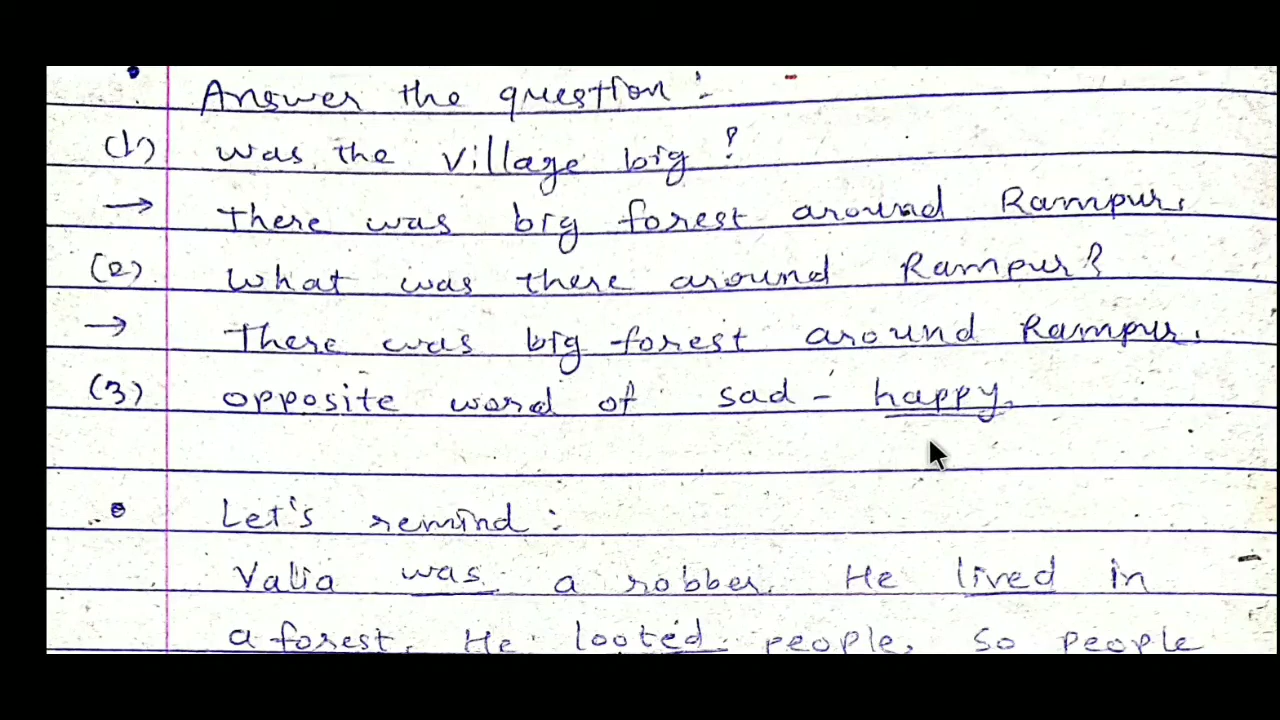 Answer the question :
(1) was the village big ?
→ There was big forest around Rampur.
(2) What was there around Rampur?
→ There was big forest around Rampur.
(3) opposite word of sad - happy.
• Let's remind :
Valia was a robber. He lived in
a forest. He looted people. So people